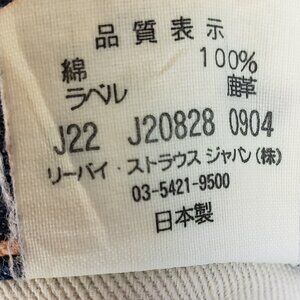 品質表示
綿 100%
ラベル 鹿革
J22 J20828 0904
リーバイ・ストラウス ジャパン(株)
03-5421-9500
日本製